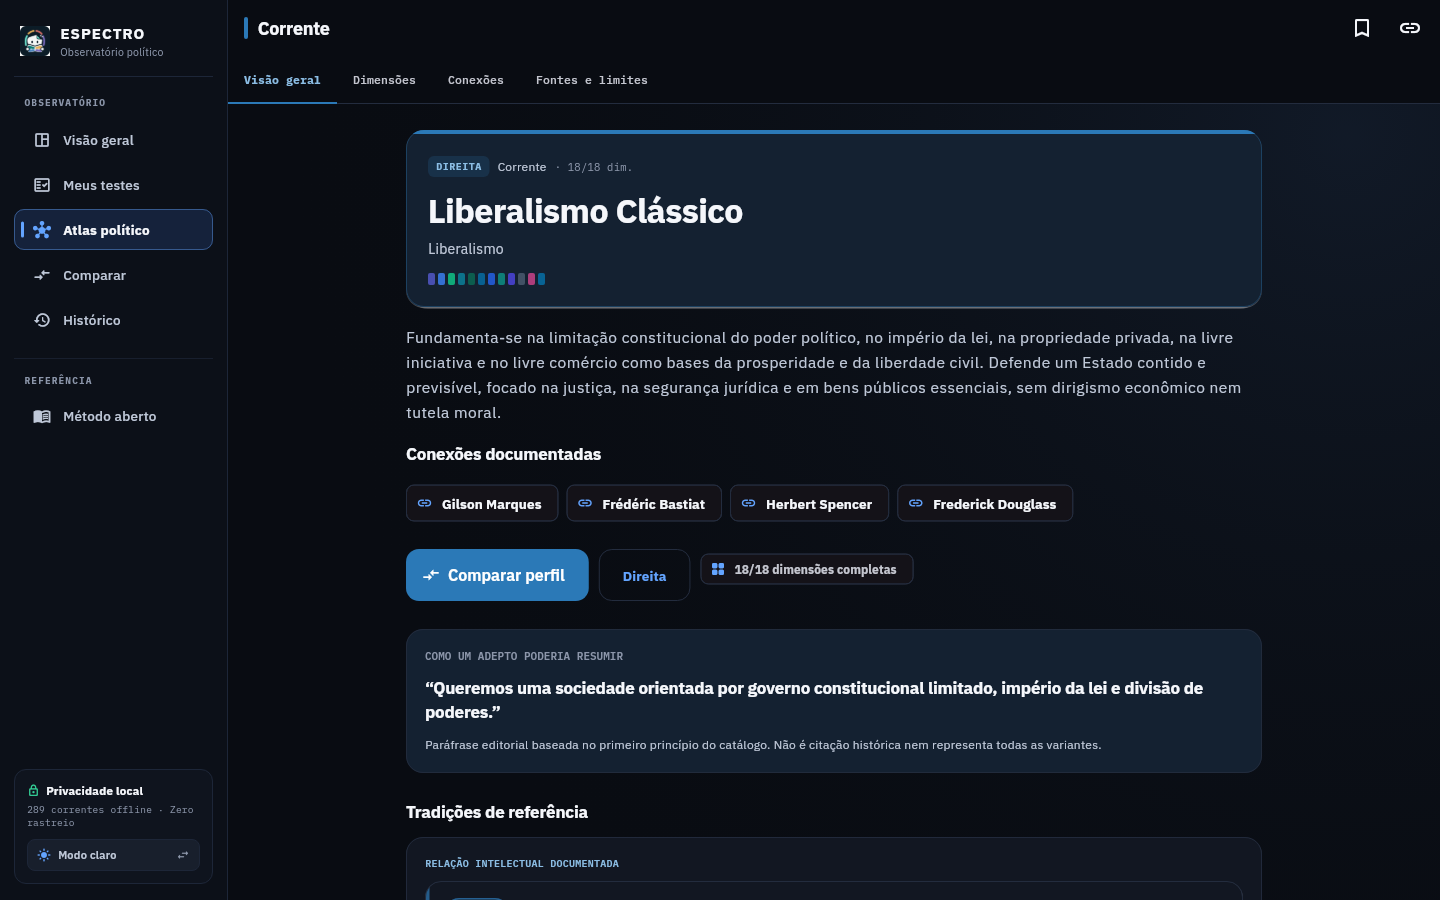 ESPECTRO
Observatório político
OBSERVATÓRIO
Visão geral
Meus testes
Atlas político
Comparar
Histórico
REFERÊNCIA
Método aberto
Privacidade local
289 correntes offline · Zero
rastreio
Modo claro
Corrente
Visão geral
Dimensões
Conexões
Fontes e limites
DIREITA Corrente · 18/18 dim.
Liberalismo Clássico
Liberalismo
Fundamenta-se na limitação constitucional do poder político, no império da lei, na propriedade privada, na livre
iniciativa e no livre comércio como bases da prosperidade e da liberdade civil. Defende um Estado contido e
previsível, focado na justiça, na segurança jurídica e em bens públicos essenciais, sem dirigismo econômico nem
tutela moral.
Conexões documentadas
Gilson Marques
Frédéric Bastiat
Herbert Spencer
Frederick Douglass
Comparar perfil
Direita
18/18 dimensões completas
COMO UM ADEPTO PODERIA RESUMIR
“Queremos uma sociedade orientada por governo constitucional limitado, império da lei e divisão de
poderes.”
Paráfrase editorial baseada no primeiro princípio do catálogo. Não é citação histórica nem representa todas as variantes.
Tradições de referência
RELAÇÃO INTELECTUAL DOCUMENTADA